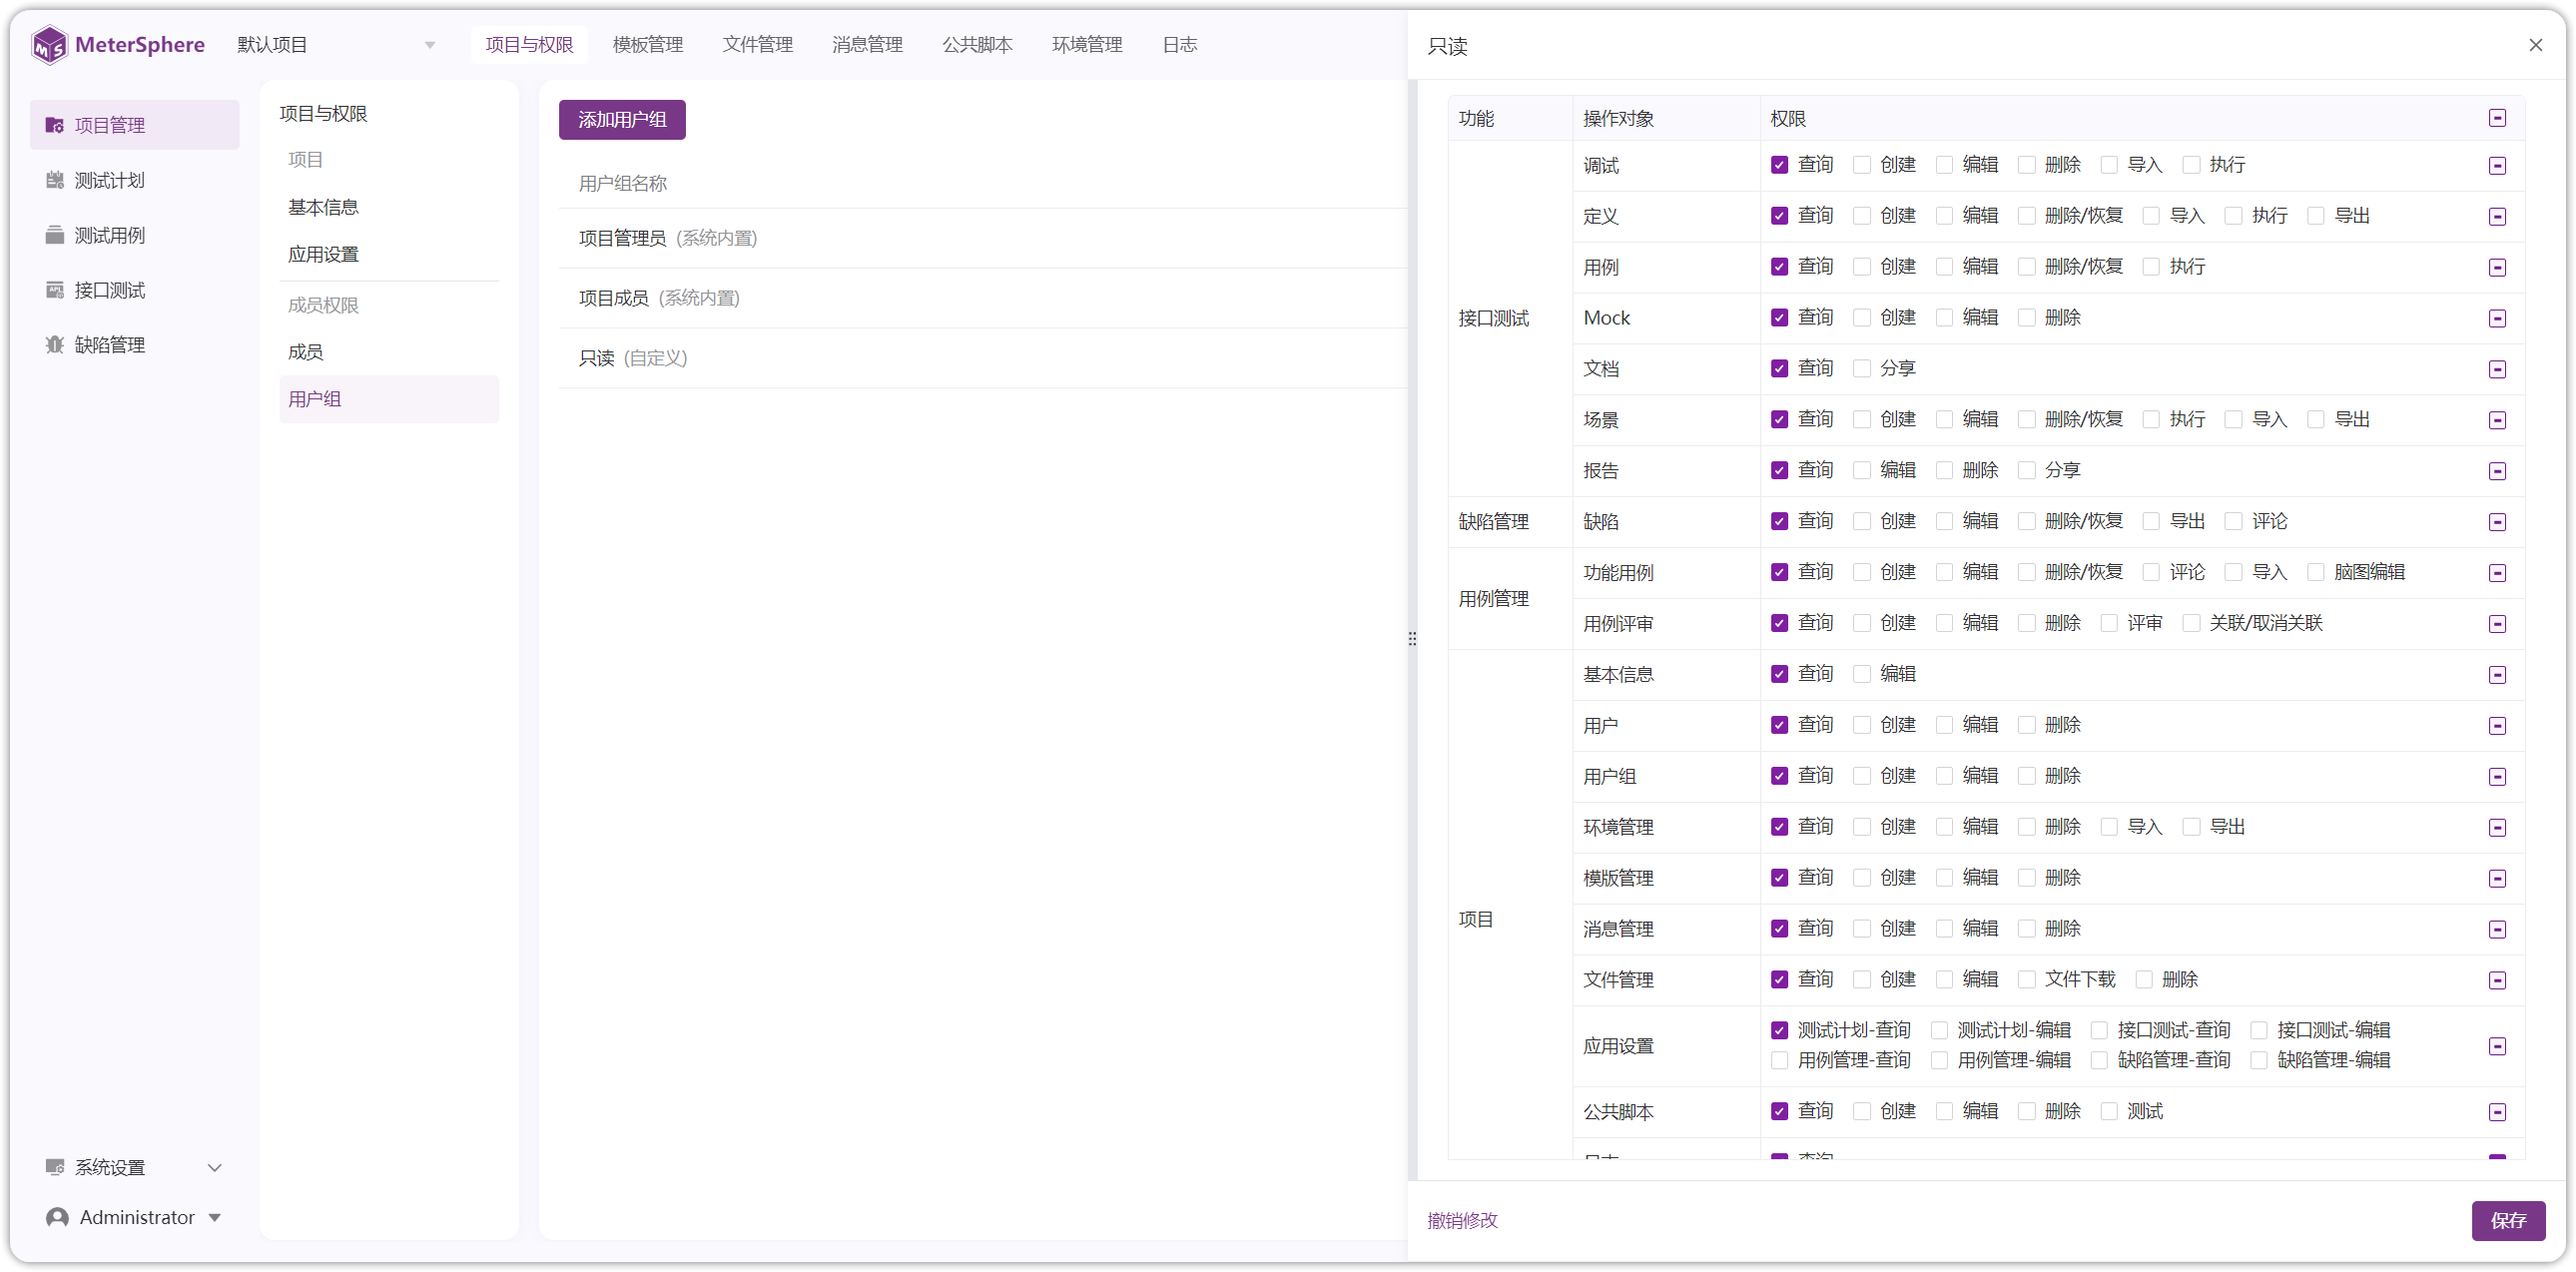 MeterSphere 默认项目 项目与权限 模板管理 文件管理 消息管理 公共脚本 环境管理 日志
项目管理
测试计划
测试用例
接口测试
缺陷管理
系统设置
Administrator
项目与权限
项目
基本信息
应用设置
成员权限
成员
用户组
添加用户组
用户组名称
项目管理员 (系统内置)
项目成员 (系统内置)
只读 (自定义)
只读
功能 操作对象 权限
接口测试
调试 查询 创建 编辑 删除 导入 执行
定义 查询 创建 编辑 删除/恢复 导入 执行 导出
用例 查询 创建 编辑 删除/恢复 执行
Mock 查询 创建 编辑 删除
文档 查询 分享
场景 查询 创建 编辑 删除/恢复 执行 导入 导出
报告 查询 编辑 删除 分享
缺陷管理 缺陷 查询 创建 编辑 删除/恢复 导出 评论
用例管理
功能用例 查询 创建 编辑 删除/恢复 评论 导入 脑图编辑
用例评审 查询 创建 编辑 删除 评审 关联/取消关联
项目
基本信息 查询 编辑
用户 查询 创建 编辑 删除
用户组 查询 创建 编辑 删除
环境管理 查询 创建 编辑 删除 导入 导出
模版管理 查询 创建 编辑 删除
消息管理 查询 创建 编辑 删除
文件管理 查询 创建 编辑 文件下载 删除
应用设置 测试计划-查询 测试计划-编辑 接口测试-查询 接口测试-编辑
用例管理-查询 用例管理-编辑 缺陷管理-查询 缺陷管理-编辑
公共脚本 查询 创建 编辑 删除 测试
撤销修改
保存